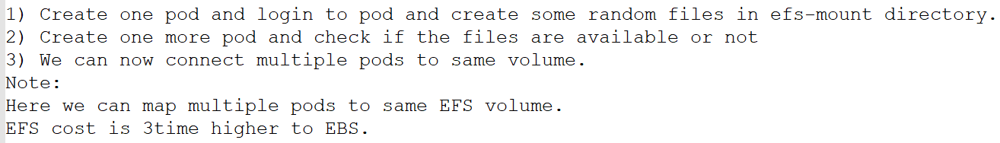 1) Create one pod and login to pod and create some random files in efs-mount directory.
2) Create one more pod and check if the files are available or not
3) We can now connect multiple pods to same volume.
Note:
Here we can map multiple pods to same EFS volume.
EFS cost is 3time higher to EBS.